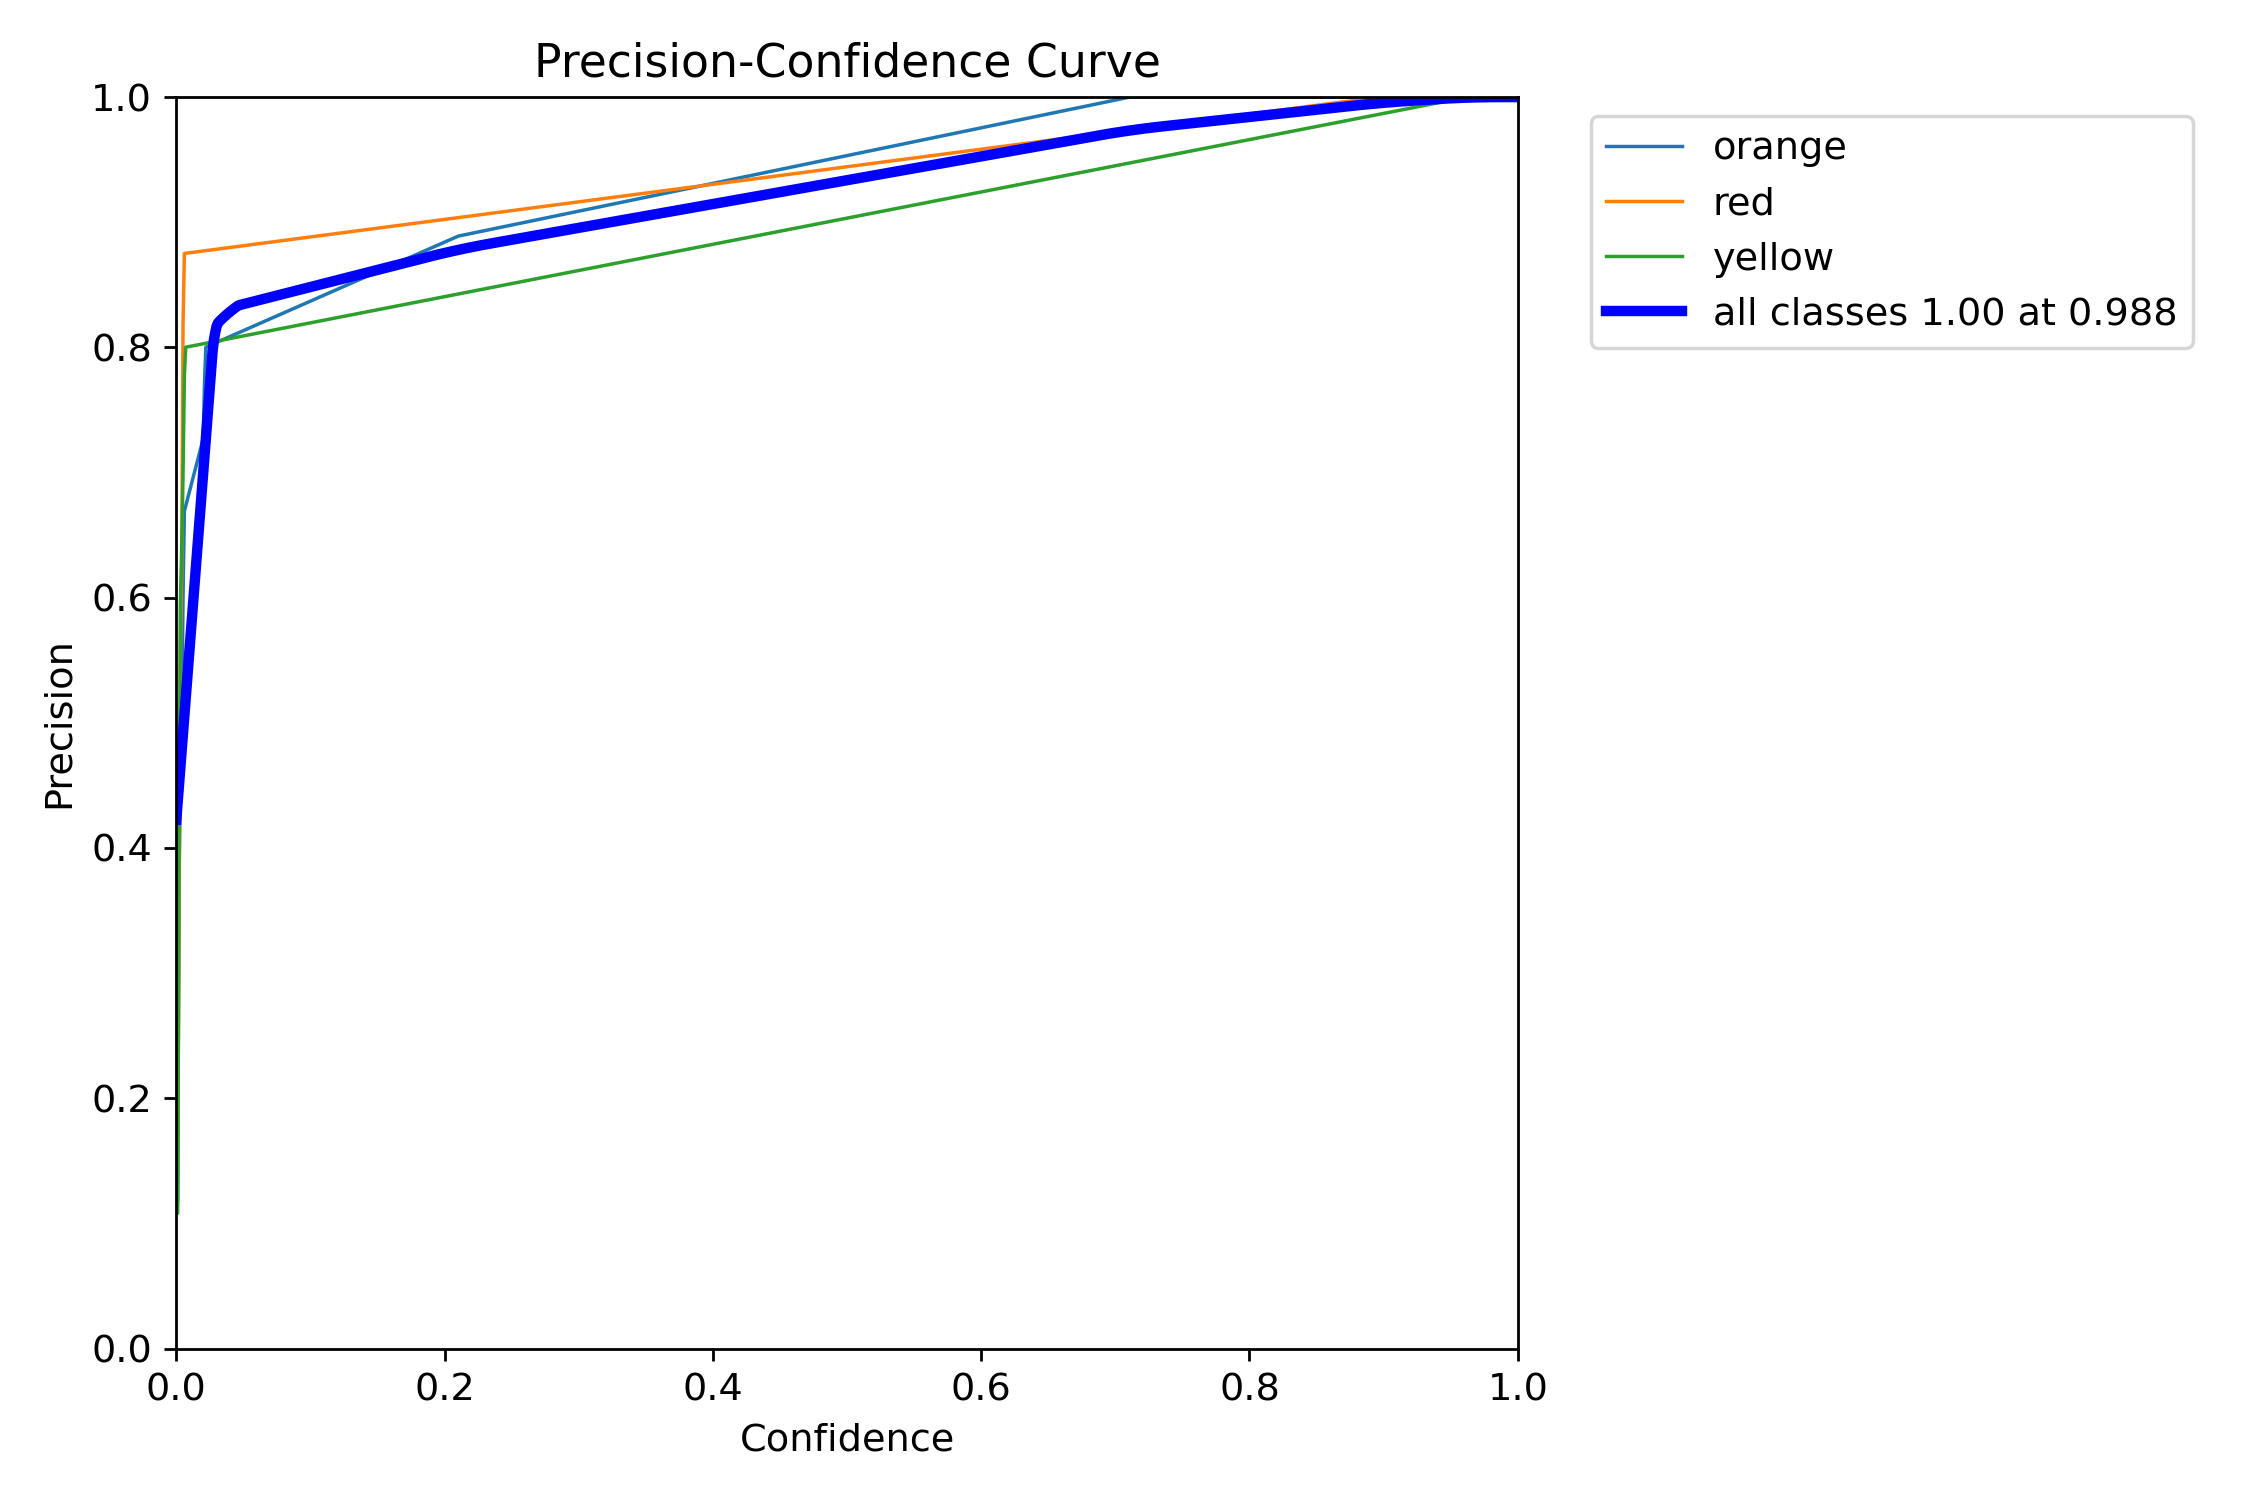 Precision-Confidence Curve
1.0
0.8
0.6
0.4
0.2
0.0
Precision
0.0 0.2 0.4 0.6 0.8 1.0
Confidence
orange
red
yellow
all classes 1.00 at 0.988